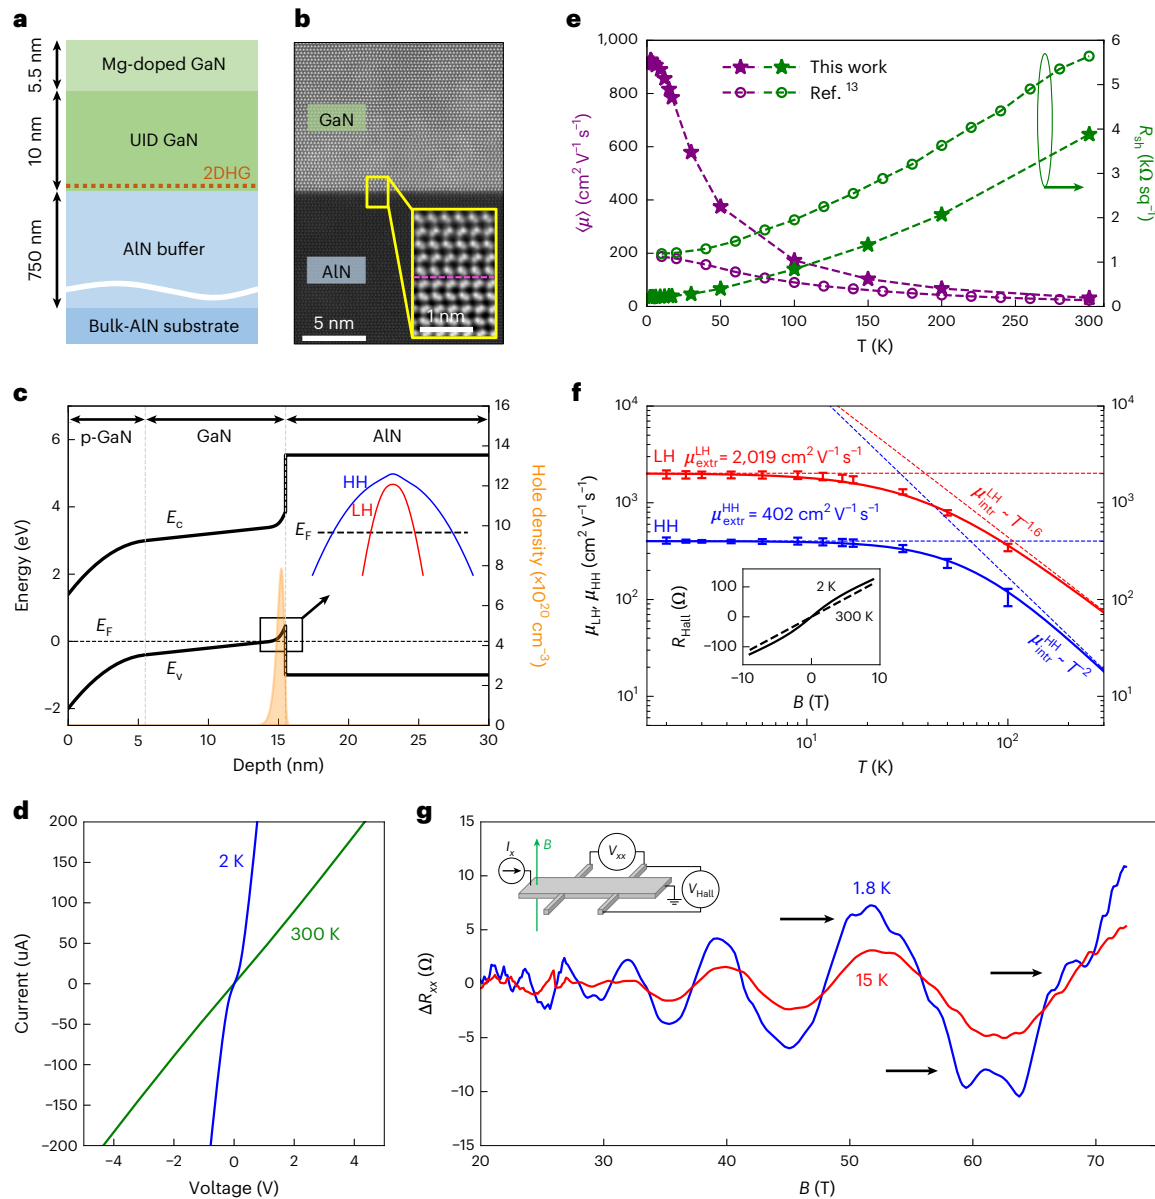 a
5.5 nm
10 nm
750 nm
Mg-doped GaN
UID GaN
2DHG
AlN buffer
Bulk-AlN substrate
b
GaN
AlN
5 nm
1 nm
e
1,000
800
600
400
200
0
⟨μ⟩ (cm² V⁻¹ s⁻¹)
This work
Ref. ¹³
6
5
4
3
2
1
0
R_sh (kΩ sq⁻¹)
0 50 100 150 200 250 300
T (K)
c
p-GaN GaN AlN
6
4
2
0
−2
Energy (eV)
E_c
E_F
E_v
HH
LH
E_F
16
14
12
10
8
6
4
2
0
Hole density (×10²⁰ cm⁻³)
0 5 10 15 20 25 30
Depth (nm)
f
10⁴
10³
10²
10¹
μ_LH, μ_HH (cm² V⁻¹ s⁻¹)
LH μ_extr^LH = 2,019 cm² V⁻¹ s⁻¹
HH μ_extr^HH = 402 cm² V⁻¹ s⁻¹
μ_intr^LH ~ T^−1.6
μ_intr^HH ~ T^−2
100
0
−100
R_Hall (Ω)
2 K
300 K
−10 0 10
B (T)
10⁴
10³
10²
10¹
10¹ 10²
T (K)
d
200
150
100
50
0
−50
−100
−150
−200
Current (uA)
2 K
300 K
−4 −2 0 2 4
Voltage (V)
g
15
10
5
0
−5
−10
−15
ΔR_xx (Ω)
I_x
B
V_xx
V_Hall
1.8 K
15 K
20 30 40 50 60 70
B (T)